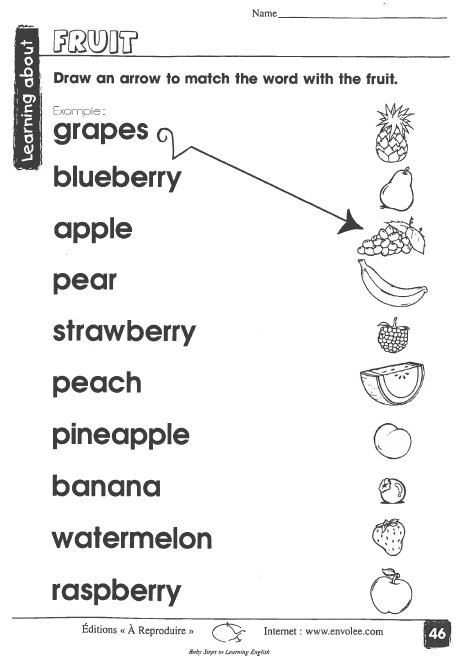 Name
Learning about
FRUIT
Draw an arrow to match the word with the fruit.
Example:
grapes
blueberry
apple
pear
strawberry
peach
pineapple
banana
watermelon
raspberry
Éditions « À Reproduire »
Internet : www.envolee.com
46
Baby Steps to Learning English